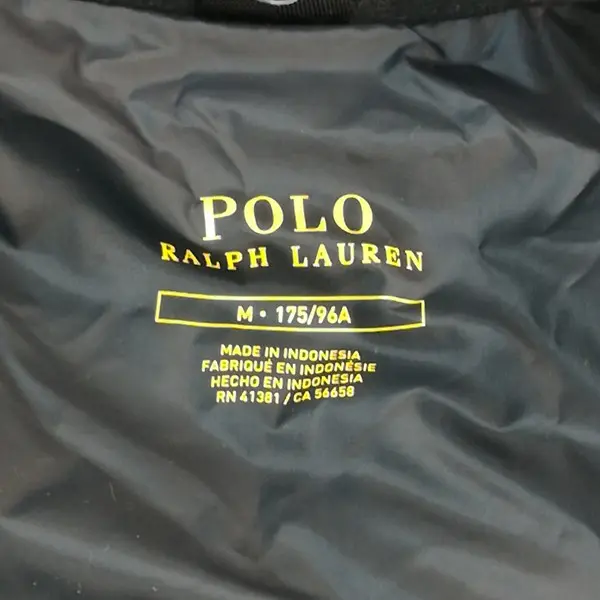 POLO
RALPH LAUREN
M • 175/96A
MADE IN INDONESIA
FABRIQUÉ EN INDONÉSIE
HECHO EN INDONESIA
RN 41381 / CA 56658